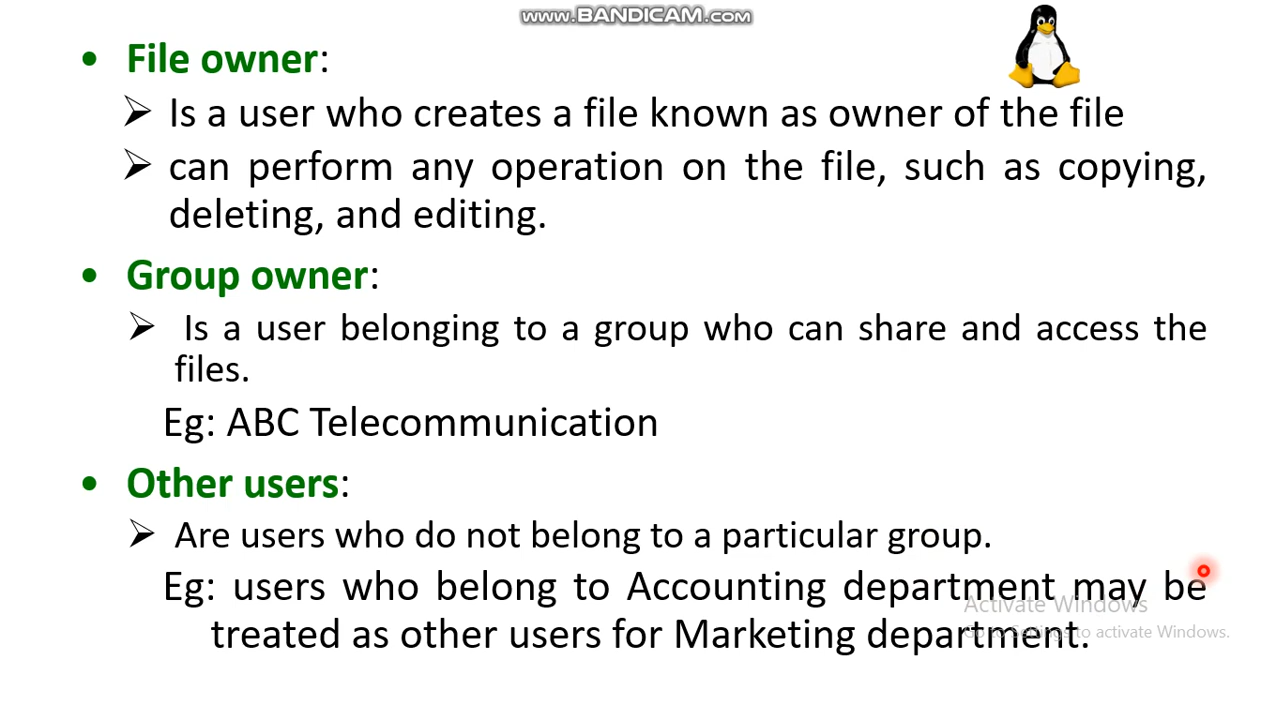 www.BANDICAM.com
• File owner:
➢ Is a user who creates a file known as owner of the file
➢ can perform any operation on the file, such as copying,
deleting, and editing.
• Group owner:
➢ Is a user belonging to a group who can share and access the
files.
Eg: ABC Telecommunication
• Other users:
➢ Are users who do not belong to a particular group.
Eg: users who belong to Accounting department may be
treated as other users for Marketing department.
Activate Windows
Go to Settings to activate Windows.